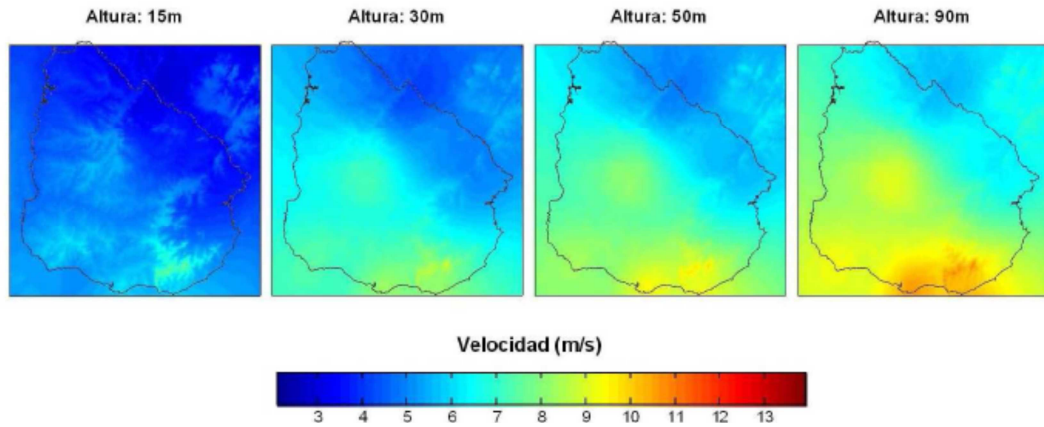 Altura: 15m
Altura: 30m
Altura: 50m
Altura: 90m
Velocidad (m/s)
3 4 5 6 7 8 9 10 11 12 13